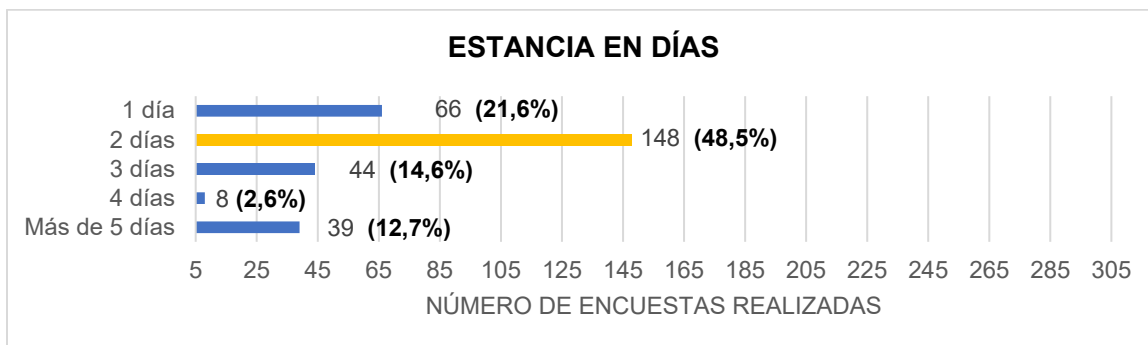 ESTANCIA EN DÍAS
1 día 66 (21,6%)
2 días 148 (48,5%)
3 días 44 (14,6%)
4 días 8 (2,6%)
Más de 5 días 39 (12,7%)
5 25 45 65 85 105 125 145 165 185 205 225 245 265 285 305
NÚMERO DE ENCUESTAS REALIZADAS